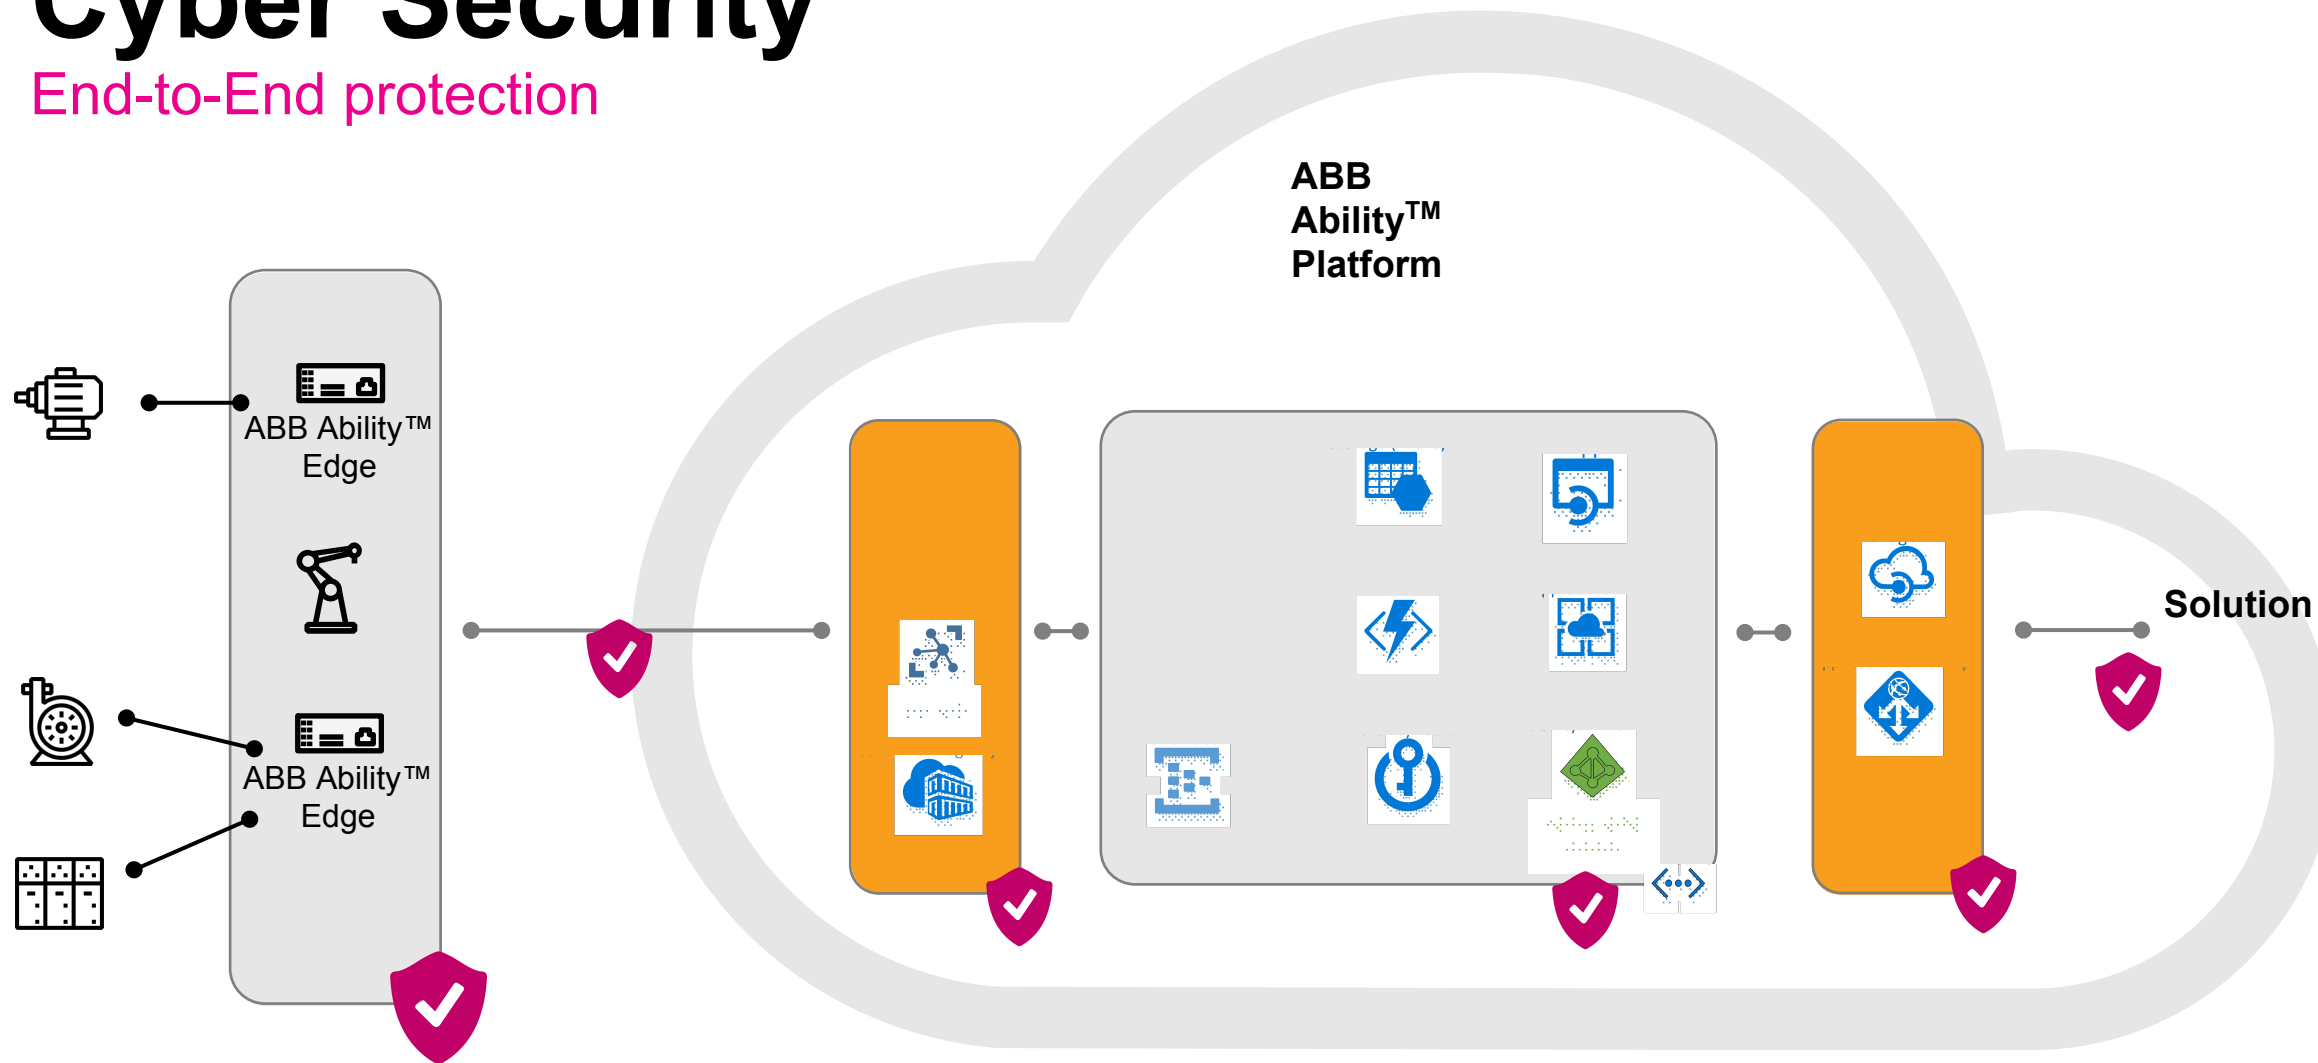 Cyber Security
End-to-End protection
ABB
Ability™
Platform
ABB Ability™
Edge
Solution
ABB Ability™
Edge